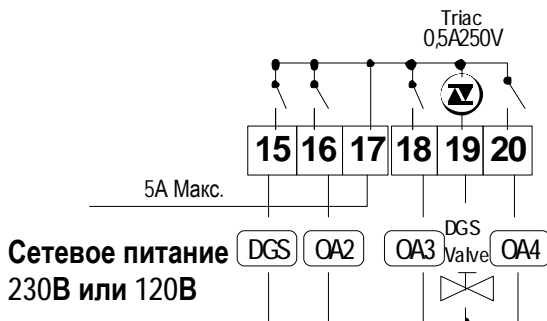 Triac
0,5A250V
15 16 17 18 19 20
5А Макс.
DGS OA2 OA3 DGS Valve OA4
Сетевое питание
230В или 120В